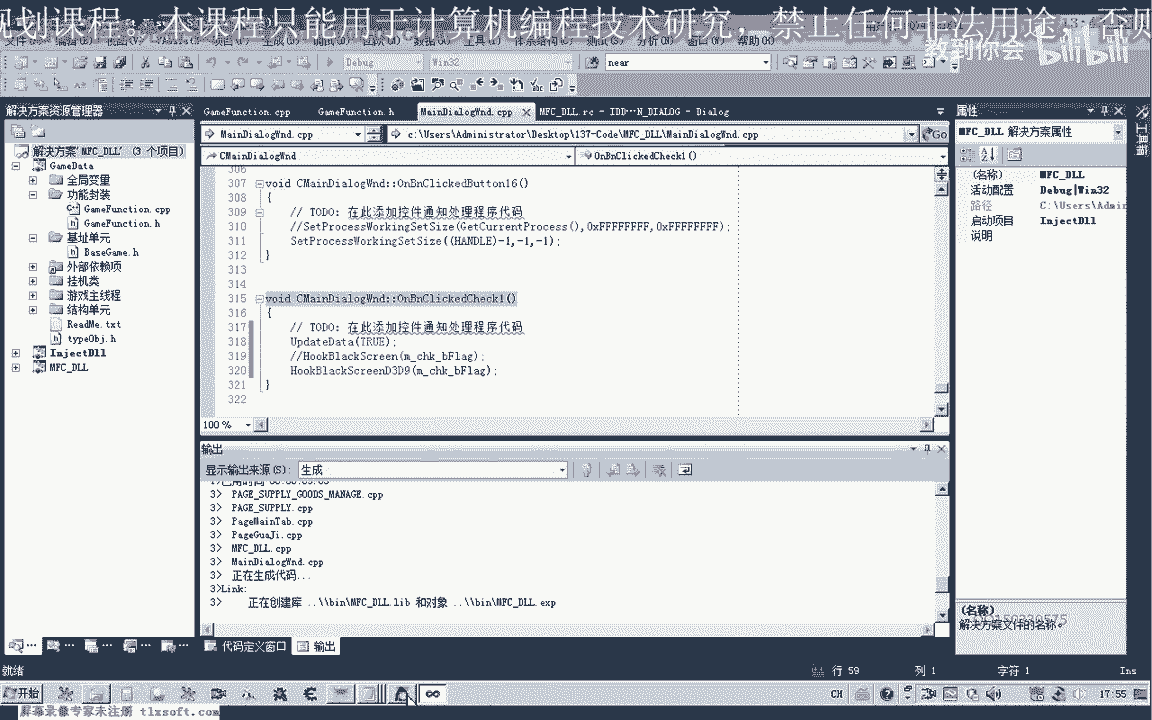 规划课程。本课程只能用于计算机编程技术研究，禁止任何非法用途，否则
教到你会 bilibili
Debug Win32 near
解决方案资源管理器
GameFunction.cpp GameFunction.h MainDialogWnd.cpp MFC_DLL.rc - IDD···N_DIALOG - Dialog
属性
MainDialogWnd.cpp c:\Users\Administrator\Desktop\137-Code\MFC_DLL\MainDialogWnd.cpp Go
MFC_DLL 解决方案属性
工具箱
解决方案'MFC_DLL' (3 个项目)
GameData
全局变量
功能封装
GameFunction.cpp
GameFunction.h
基址单元
BaseGame.h
外部依赖项
挂机类
游戏主线程
结构单元
ReadMe.txt
typeObj.h
InjectDll
MFC_DLL
CMainDialogWnd OnBnClickedCheck1()
306
307 void CMainDialogWnd::OnBnClickedButton16()
308 {
309 // TODO: 在此添加控件通知处理程序代码
310 //SetProcessWorkingSetSize(GetCurrentProcess(),0xFFFFFFFF,0xFFFFFFFF);
311 SetProcessWorkingSetSize((HANDLE)-1,-1,-1);
312 }
313
314
315 void CMainDialogWnd::OnBnClickedCheck1()
316 {
317 // TODO: 在此添加控件通知处理程序代码
318 UpdateData(TRUE);
319 //HookBlackScreen(m_chk_bFlag);
320 HookBlackScreenD3D9(m_chk_bFlag);
321 }
322
100 %
(名称) MFC_DLL
活动配置 Debug|Win32
路径 C:\Users\Admin
启动项目 InjectDll
说明
输出
显示输出来源(S): 生成
3> PAGE_SUPPLY_GOODS_MANAGE.cpp
3> PAGE_SUPPLY.cpp
3> PageMainTab.cpp
3> PageGuaJi.cpp
3> MFC_DLL.cpp
3> MainDialogWnd.cpp
3> 正在生成代码...
3>Link:
3> 正在创建库 ..\\bin\MFC_DLL.lib 和对象 ..\\bin\MFC_DLL.exp
(名称)
解决方案文件的名称。
代码定义窗口 输出
就绪 行 59 列 1 字符 1 Ins
开始 CH 17:55
屏幕录像专家未注册 tlxsoft.com